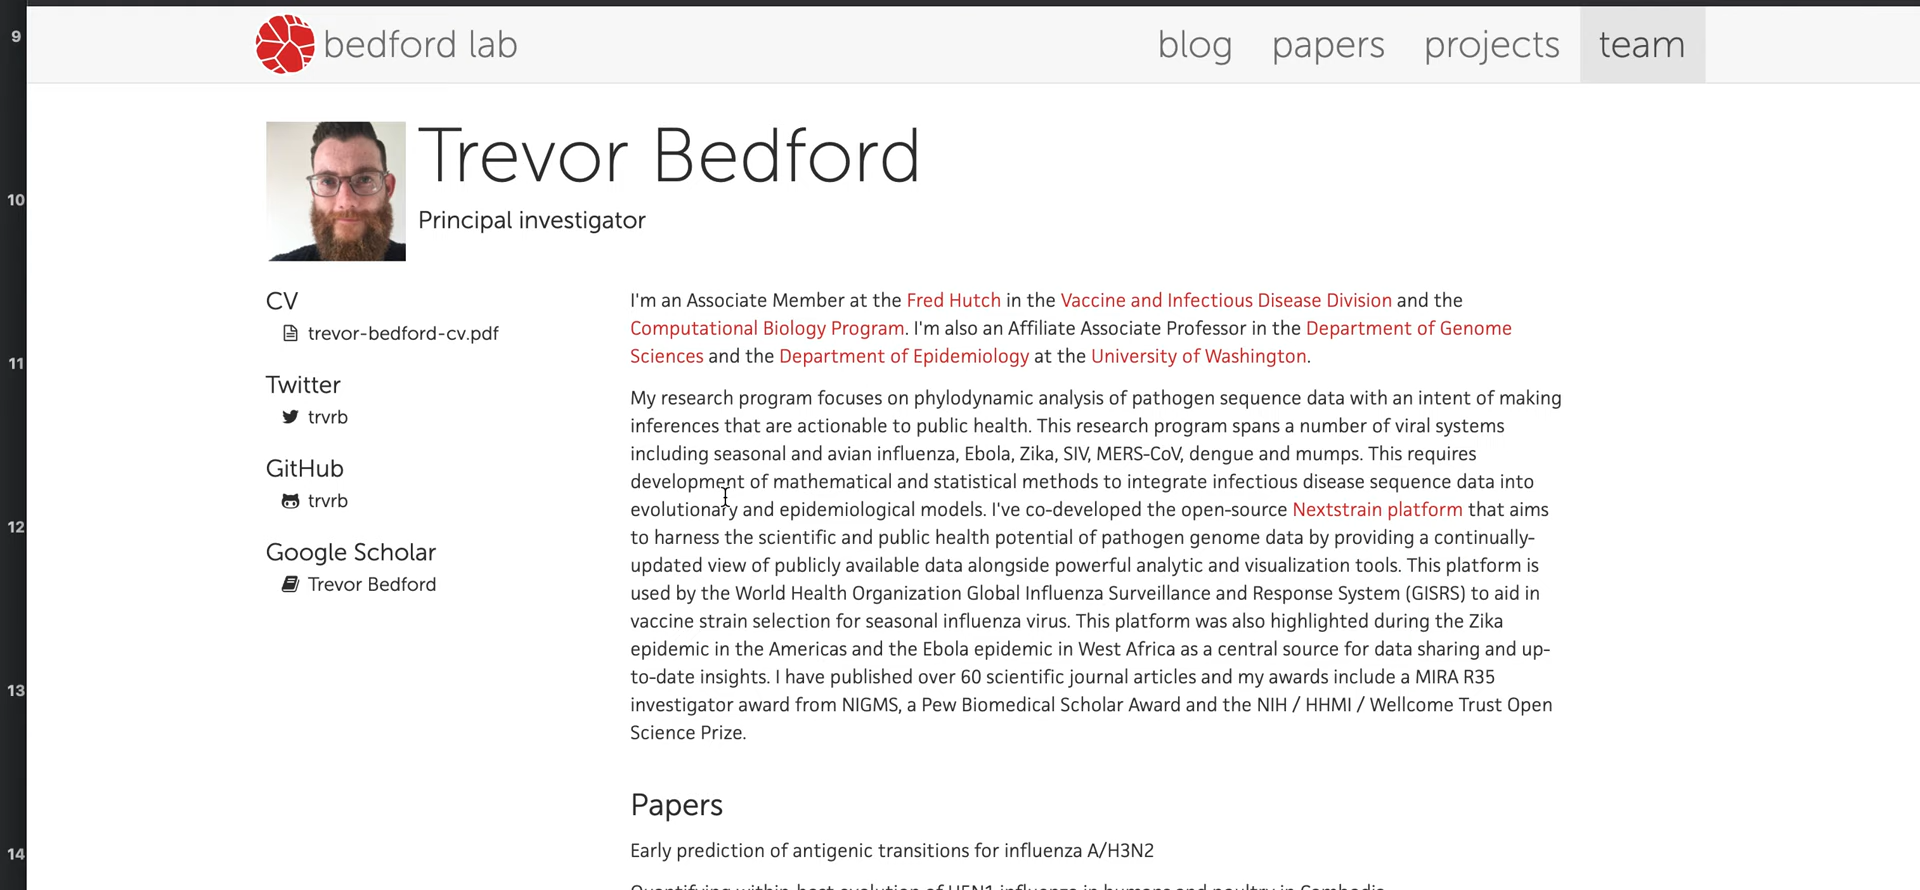 bedford lab
blog papers projects team
9
Trevor Bedford
10
Principal investigator
CV
trevor-bedford-cv.pdf
Twitter
trvrb
GitHub
trvrb
Google Scholar
Trevor Bedford
11
12
13
14
I'm an Associate Member at the Fred Hutch in the Vaccine and Infectious Disease Division and the
Computational Biology Program. I'm also an Affiliate Associate Professor in the Department of Genome
Sciences and the Department of Epidemiology at the University of Washington.
My research program focuses on phylodynamic analysis of pathogen sequence data with an intent of making
inferences that are actionable to public health. This research program spans a number of viral systems
including seasonal and avian influenza, Ebola, Zika, SIV, MERS-CoV, dengue and mumps. This requires
development of mathematical and statistical methods to integrate infectious disease sequence data into
evolutionary and epidemiological models. I've co-developed the open-source Nextstrain platform that aims
to harness the scientific and public health potential of pathogen genome data by providing a continually-
updated view of publicly available data alongside powerful analytic and visualization tools. This platform is
used by the World Health Organization Global Influenza Surveillance and Response System (GISRS) to aid in
vaccine strain selection for seasonal influenza virus. This platform was also highlighted during the Zika
epidemic in the Americas and the Ebola epidemic in West Africa as a central source for data sharing and up-
to-date insights. I have published over 60 scientific journal articles and my awards include a MIRA R35
investigator award from NIGMS, a Pew Biomedical Scholar Award and the NIH / HHMI / Wellcome Trust Open
Science Prize.
Papers
Early prediction of antigenic transitions for influenza A/H3N2
Quantifying within-host evolution of H5N1 influenza in humans and poultry in Cambodia